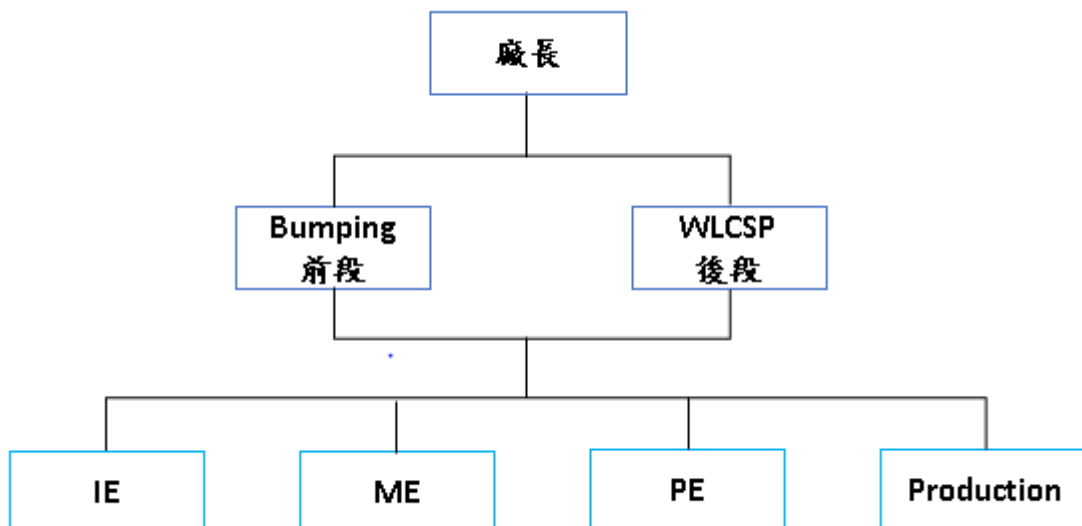 廠長
Bumping
前段
WLCSP
後段
IE
ME
PE
Production